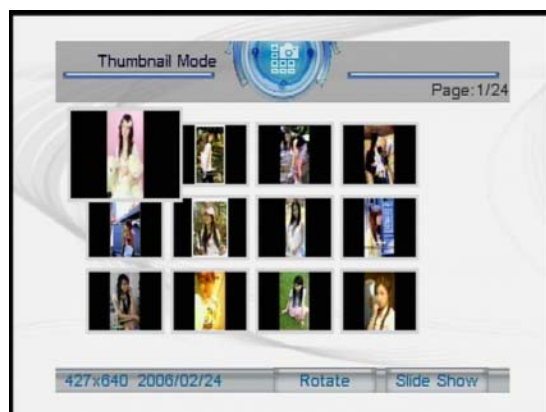 Thumbnail Mode
Page:1/24
427x640 2006/02/24
Rotate
Slide Show